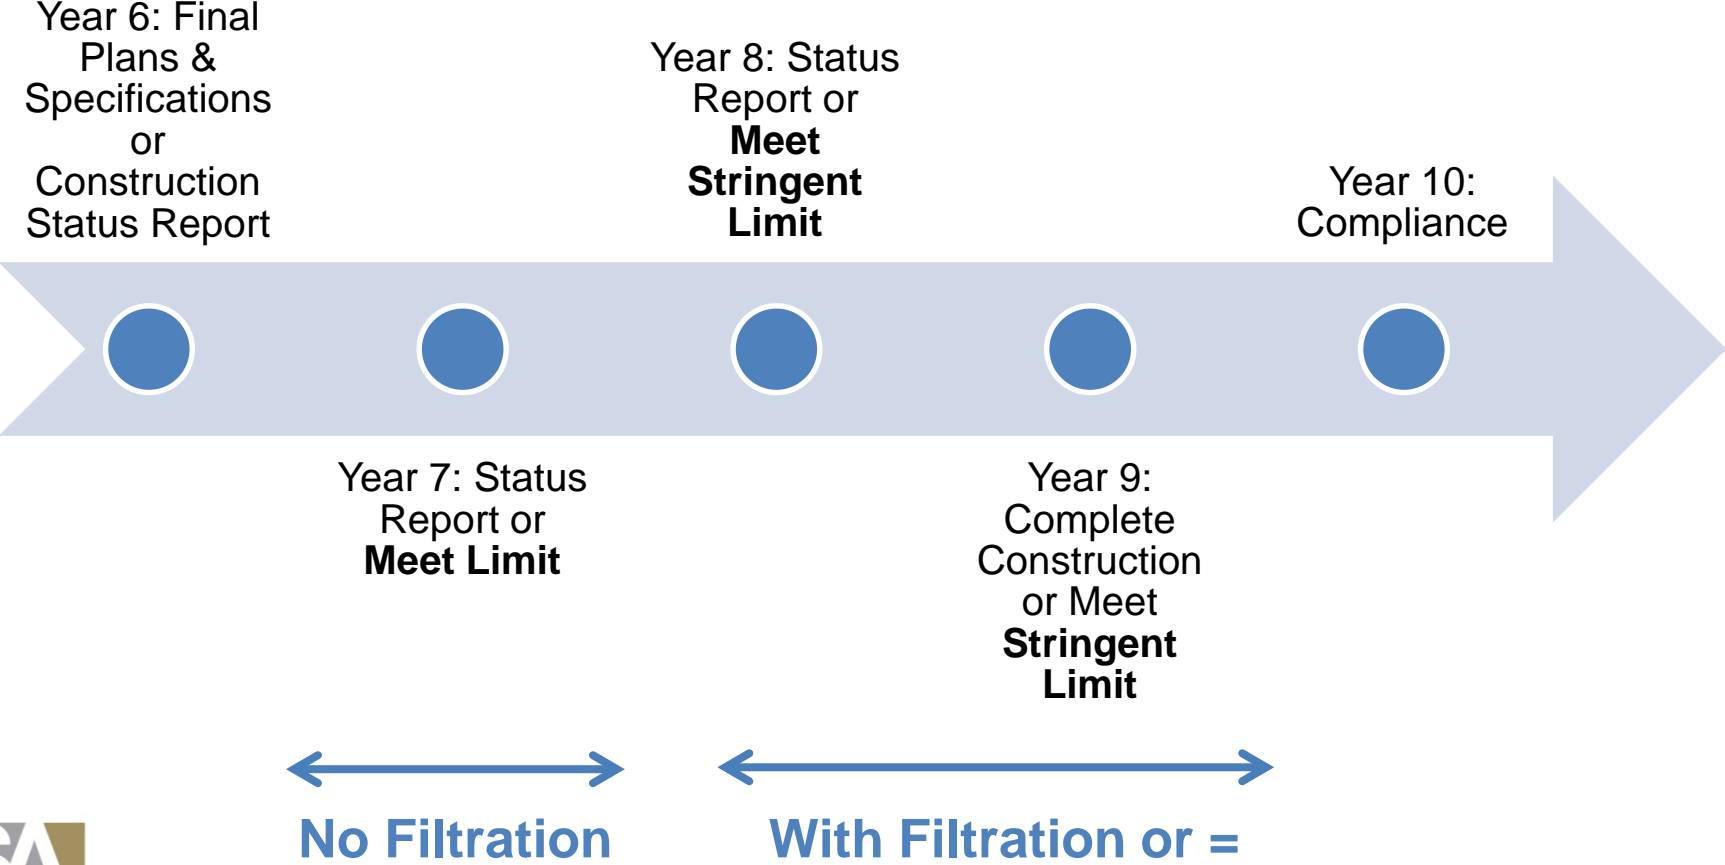 Year 6: Final
Plans &
Specifications
or
Construction
Status Report
Year 8: Status
Report or
Meet
Stringent
Limit
Year 10:
Compliance
Year 7: Status
Report or
Meet Limit
Year 9:
Complete
Construction
or Meet
Stringent
Limit
No Filtration
With Filtration or =